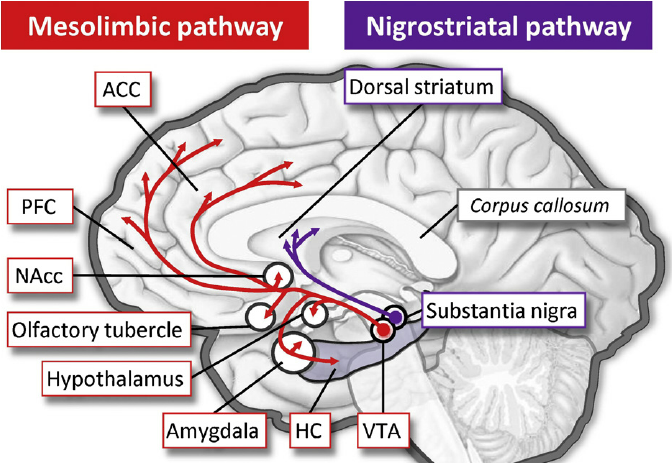 Mesolimbic pathway
Nigrostriatal pathway
ACC
Dorsal striatum
PFC
Corpus callosum
NAcc
Substantia nigra
Olfactory tubercle
Hypothalamus
Amygdala
HC
VTA